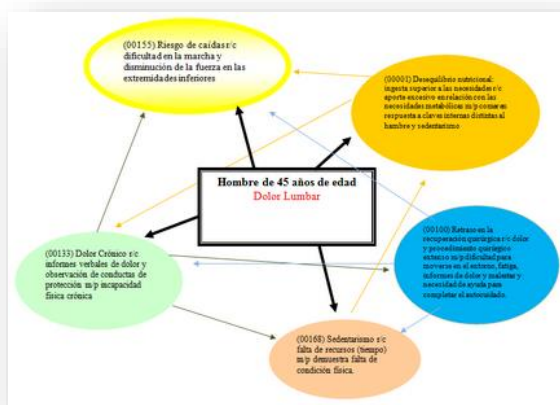 (00155) Riesgo de caídas r/c
dificultad en la marcha y
disminución de la fuerza en las
extremidades inferiores
(00001) Desequilibrio nutricional:
ingesta superior a las necesidades r/c
aporte excesivo en relación con las
necesidades metabólicas m/p comer en
respuesta a claves internas distintas al
hambre y sedentarismo
Hombre de 45 años de edad
Dolor Lumbar
(00133) Dolor Crónico r/c
informes verbales de dolor y
observación de conductas de
protección m/p incapacidad
física crónica
(00100) Retraso en la
recuperación quirúrgica r/c dolor
y procedimiento quirúrgico
extenso m/p dificultad para
moverse en el entorno, fatiga,
informes de dolor y malestar y
necesidad de ayuda para
completar el autocuidado.
(00168) Sedentarismo r/c
falta de recursos (tiempo)
m/p demuestra falta de
condición física.